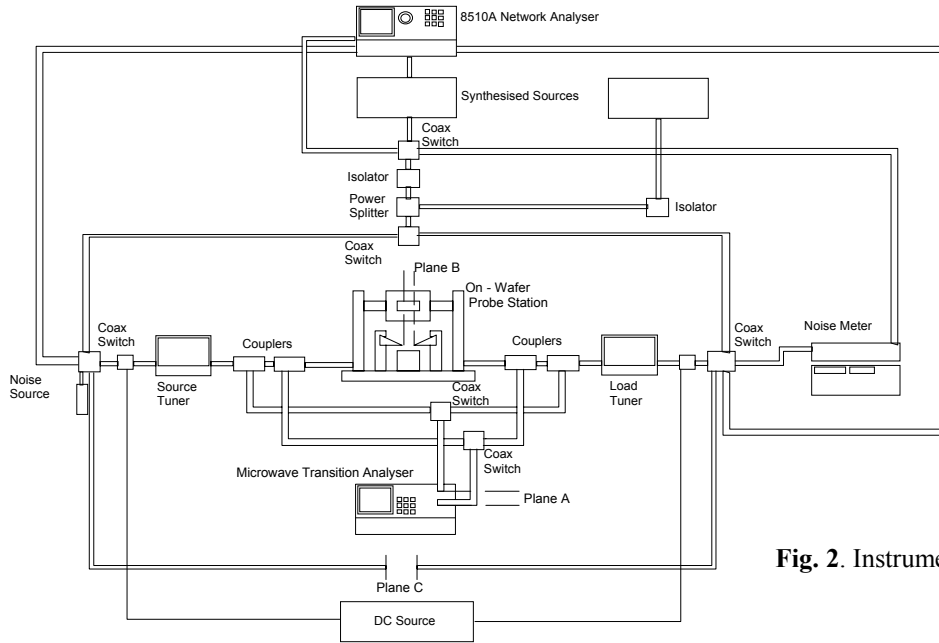 8510A Network Analyser
Synthesised Sources
Coax
Switch
Isolator
Power
Splitter
Isolator
Coax
Switch
Plane B
On - Wafer
Probe Station
Coax
Switch
Couplers
Couplers
Coax
Switch
Noise Meter
Noise
Source
Source
Tuner
Coax
Switch
Load
Tuner
Coax
Switch
Microwave Transition Analyser
Plane A
Plane C
DC Source
Fig. 2. Instrume